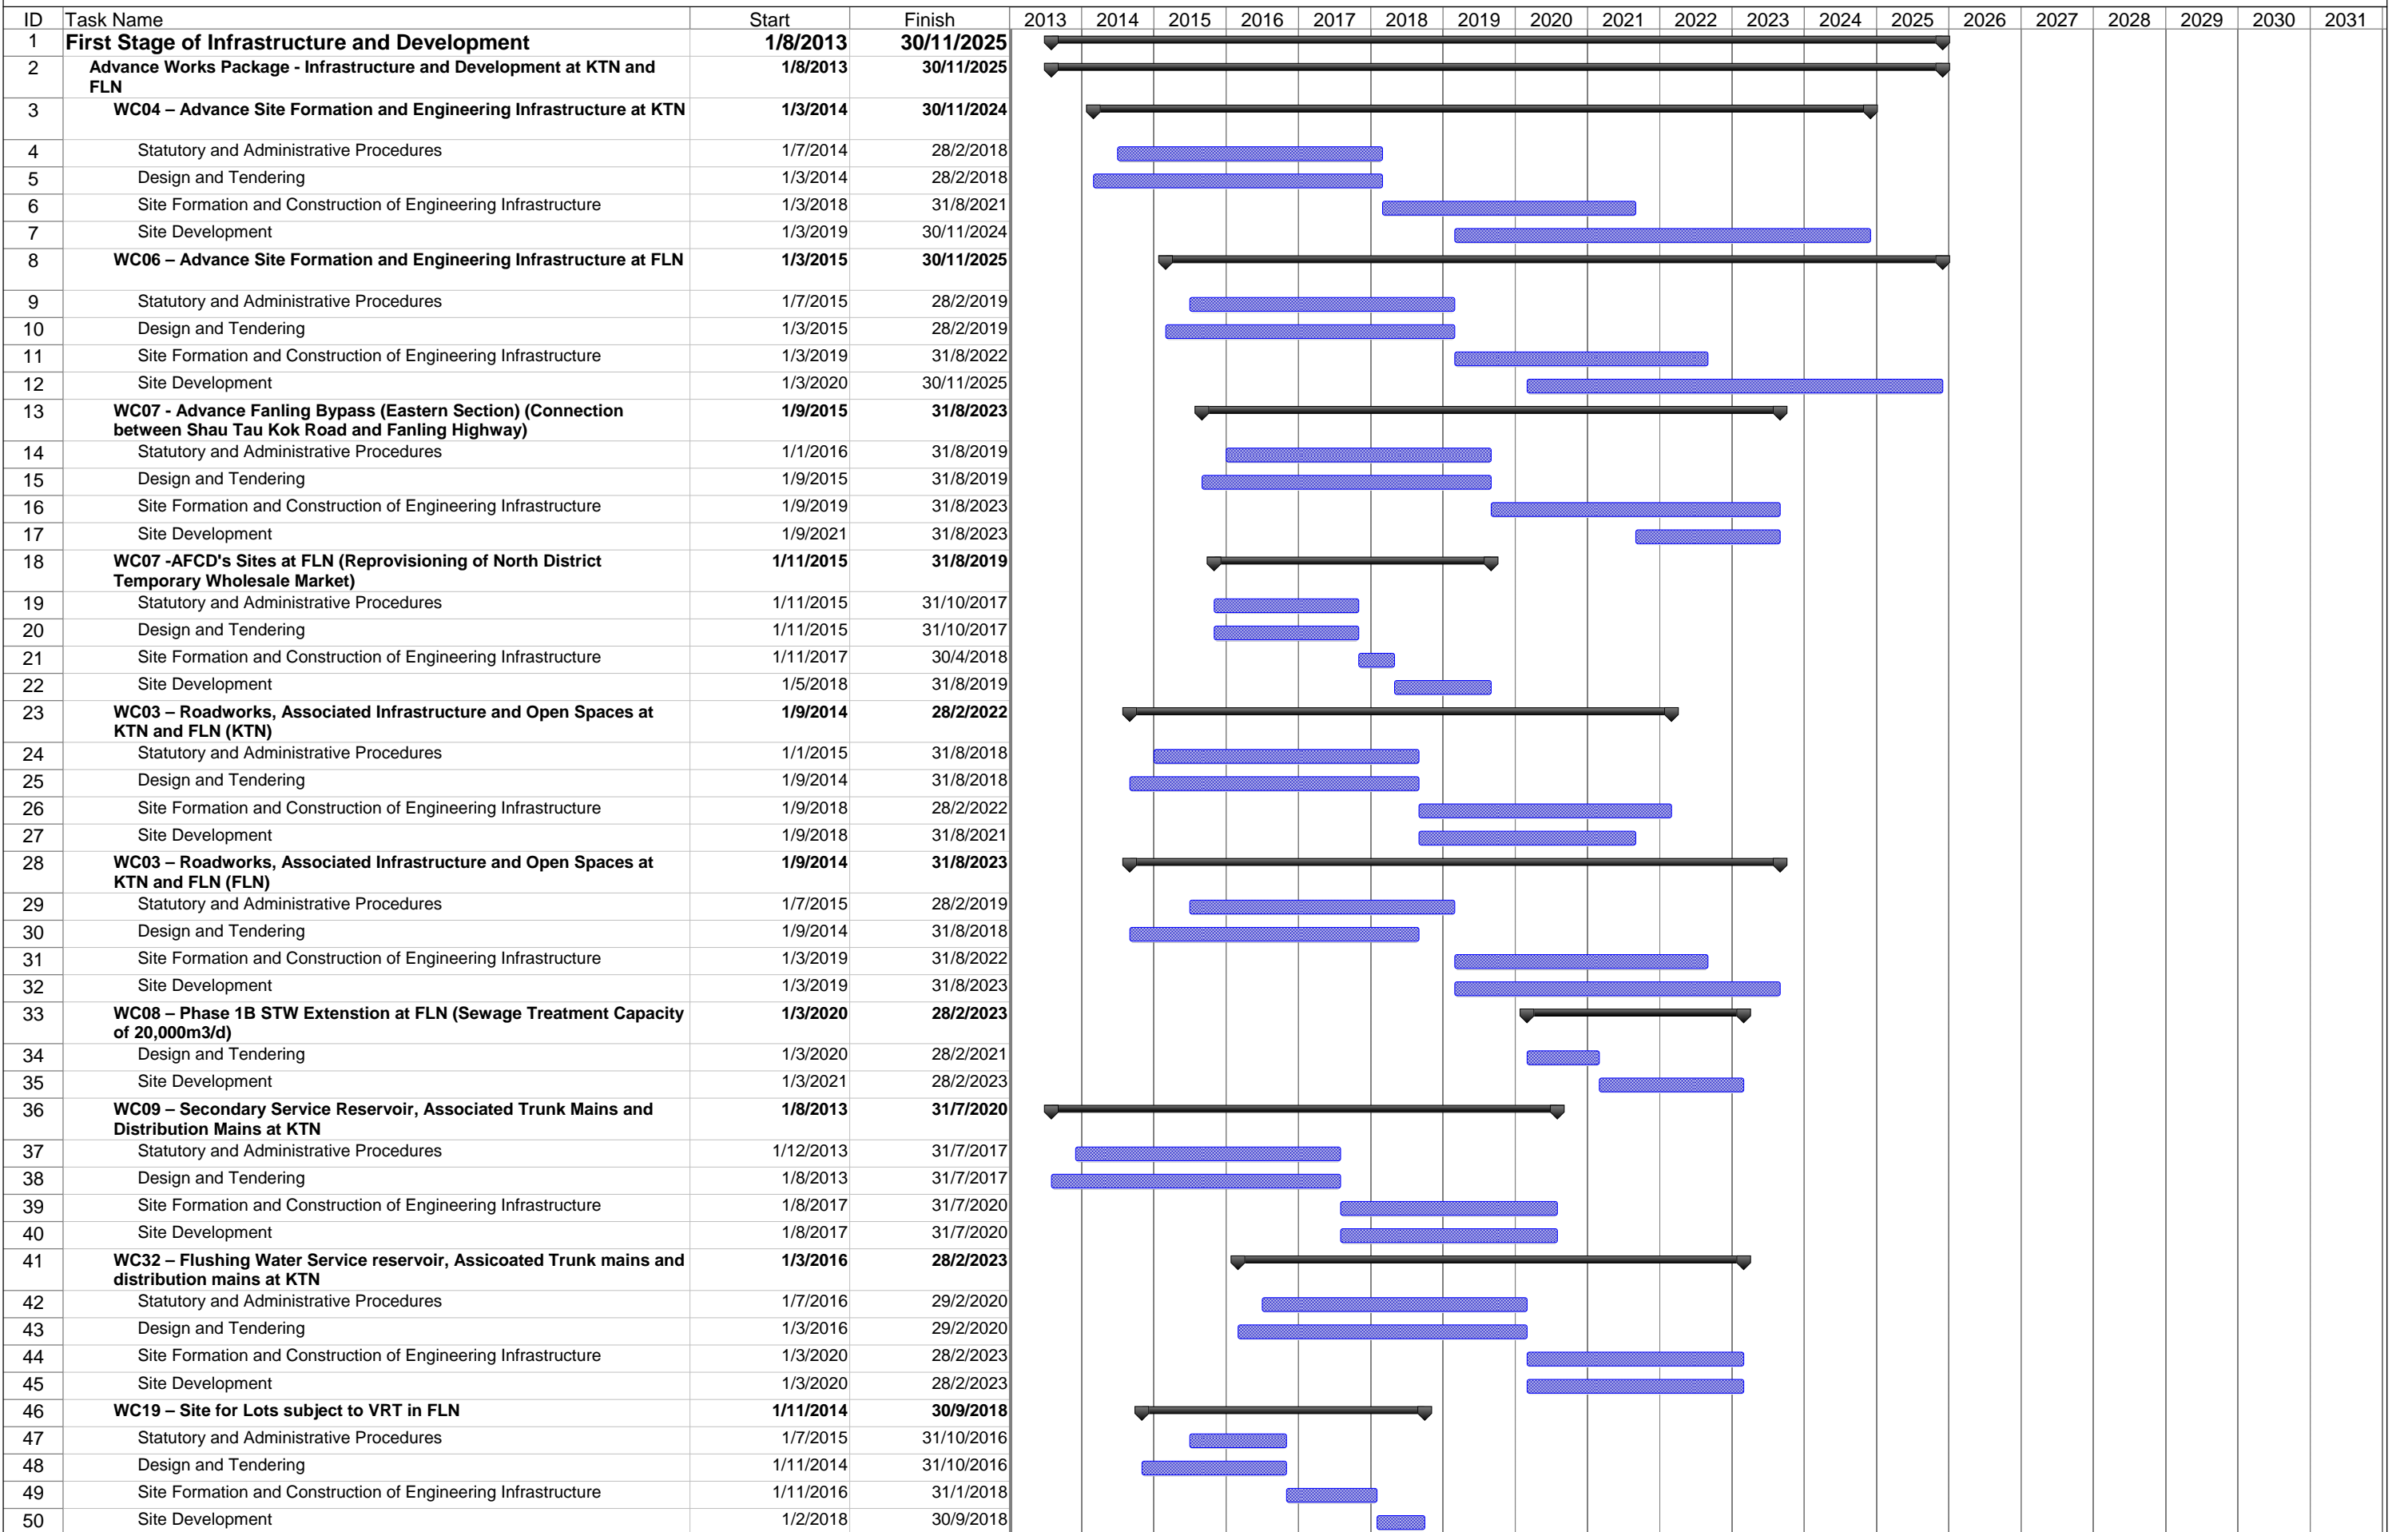 ID Task Name Start Finish 2013 2014 2015 2016 2017 2018 2019 2020 2021 2022 2023 2024 2025 2026 2027 2028 2029 2030 2031
1 First Stage of Infrastructure and Development 1/8/2013 30/11/2025
2 Advance Works Package - Infrastructure and Development at KTN and 1/8/2013 30/11/2025
FLN
3 WC04 – Advance Site Formation and Engineering Infrastructure at KTN 1/3/2014 30/11/2024
4 Statutory and Administrative Procedures 1/7/2014 28/2/2018
5 Design and Tendering 1/3/2014 28/2/2018
6 Site Formation and Construction of Engineering Infrastructure 1/3/2018 31/8/2021
7 Site Development 1/3/2019 30/11/2024
8 WC06 – Advance Site Formation and Engineering Infrastructure at FLN 1/3/2015 30/11/2025
9 Statutory and Administrative Procedures 1/7/2015 28/2/2019
10 Design and Tendering 1/3/2015 28/2/2019
11 Site Formation and Construction of Engineering Infrastructure 1/3/2019 31/8/2022
12 Site Development 1/3/2020 30/11/2025
13 WC07 - Advance Fanling Bypass (Eastern Section) (Connection 1/9/2015 31/8/2023
between Shau Tau Kok Road and Fanling Highway)
14 Statutory and Administrative Procedures 1/1/2016 31/8/2019
15 Design and Tendering 1/9/2015 31/8/2019
16 Site Formation and Construction of Engineering Infrastructure 1/9/2019 31/8/2023
17 Site Development 1/9/2021 31/8/2023
18 WC07 -AFCD's Sites at FLN (Reprovisioning of North District 1/11/2015 31/8/2019
Temporary Wholesale Market)
19 Statutory and Administrative Procedures 1/11/2015 31/10/2017
20 Design and Tendering 1/11/2015 31/10/2017
21 Site Formation and Construction of Engineering Infrastructure 1/11/2017 30/4/2018
22 Site Development 1/5/2018 31/8/2019
23 WC03 – Roadworks, Associated Infrastructure and Open Spaces at 1/9/2014 28/2/2022
KTN and FLN (KTN)
24 Statutory and Administrative Procedures 1/1/2015 31/8/2018
25 Design and Tendering 1/9/2014 31/8/2018
26 Site Formation and Construction of Engineering Infrastructure 1/9/2018 28/2/2022
27 Site Development 1/9/2018 31/8/2021
28 WC03 – Roadworks, Associated Infrastructure and Open Spaces at 1/9/2014 31/8/2023
KTN and FLN (FLN)
29 Statutory and Administrative Procedures 1/7/2015 28/2/2019
30 Design and Tendering 1/9/2014 31/8/2018
31 Site Formation and Construction of Engineering Infrastructure 1/3/2019 31/8/2022
32 Site Development 1/3/2019 31/8/2023
33 WC08 – Phase 1B STW Extenstion at FLN (Sewage Treatment Capacity 1/3/2020 28/2/2023
of 20,000m3/d)
34 Design and Tendering 1/3/2020 28/2/2021
35 Site Development 1/3/2021 28/2/2023
36 WC09 – Secondary Service Reservoir, Associated Trunk Mains and 1/8/2013 31/7/2020
Distribution Mains at KTN
37 Statutory and Administrative Procedures 1/12/2013 31/7/2017
38 Design and Tendering 1/8/2013 31/7/2017
39 Site Formation and Construction of Engineering Infrastructure 1/8/2017 31/7/2020
40 Site Development 1/8/2017 31/7/2020
41 WC32 – Flushing Water Service reservoir, Assicoated Trunk mains and 1/3/2016 28/2/2023
distribution mains at KTN
42 Statutory and Administrative Procedures 1/7/2016 29/2/2020
43 Design and Tendering 1/3/2016 29/2/2020
44 Site Formation and Construction of Engineering Infrastructure 1/3/2020 28/2/2023
45 Site Development 1/3/2020 28/2/2023
46 WC19 – Site for Lots subject to VRT in FLN 1/11/2014 30/9/2018
47 Statutory and Administrative Procedures 1/7/2015 31/10/2016
48 Design and Tendering 1/11/2014 31/10/2016
49 Site Formation and Construction of Engineering Infrastructure 1/11/2016 31/1/2018
50 Site Development 1/2/2018 30/9/2018